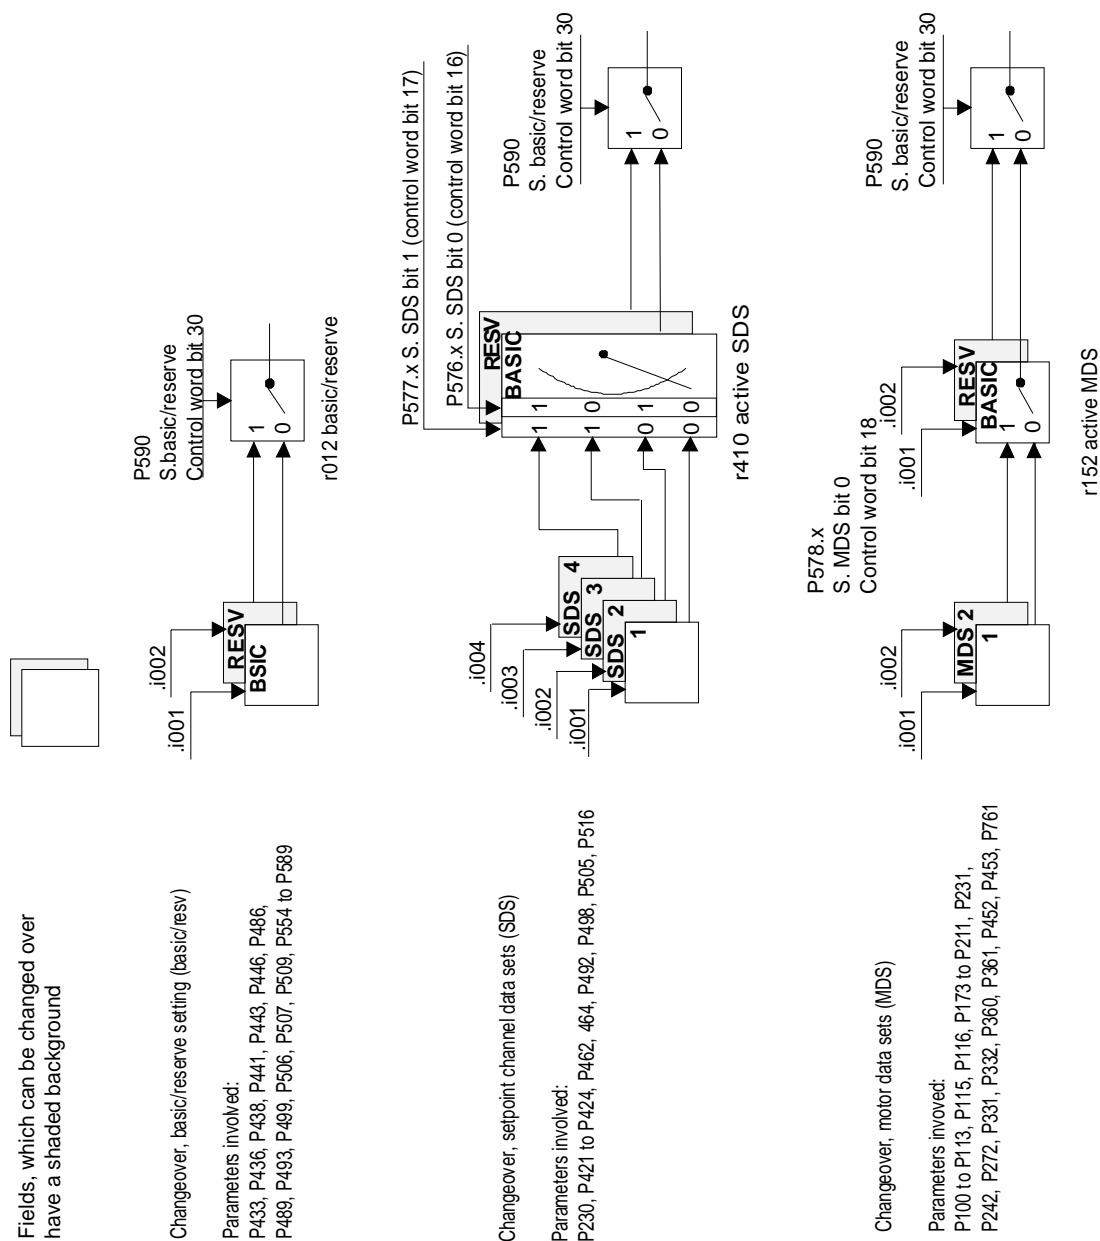 Fields, which can be changed over
have a shaded background
Changeover, basic/reserve setting (basic/resv)
Parameters involved:
P433, P436, P438, P441, P443, P446, P486,
P489, P493, P499, P506, P507, P509, P554 to P589
.i001
.i002
RESV
BSIC
P590
S.basic/reserve
Control word bit 30
1
0
r012 basic/reserve
Changeover, setpoint channel data sets (SDS)
Parameters involved:
P230, P421 to P424, P462, 464, P492, P498, P505, P516
.i004
.i003
.i002
.i001
SDS 4
SDS 3
SDS 2
1
P577.x S. SDS bit 1 (control word bit 17)
P576.x S. SDS bit 0 (control word bit 16)
RESV
BASIC
1 1
1 0
0 1
0 0
r410 active SDS
P590
S. basic/reserve
Control word bit 30
1
0
Changeover, motor data sets (MDS)
Parameters invoved:
P100 to P113, P115, P116, P173 to P211, P231,
P242, P272, P331, P332, P360, P361, P452, P453, P761
.i001
.i002
MDS 2
1
P578.x
S. MDS bit 0
Control word bit 18
.i001
.i002
RESV
BASIC
1
0
r152 active MDS
P590
S. basic/reserve
Control word bit 30
1
0